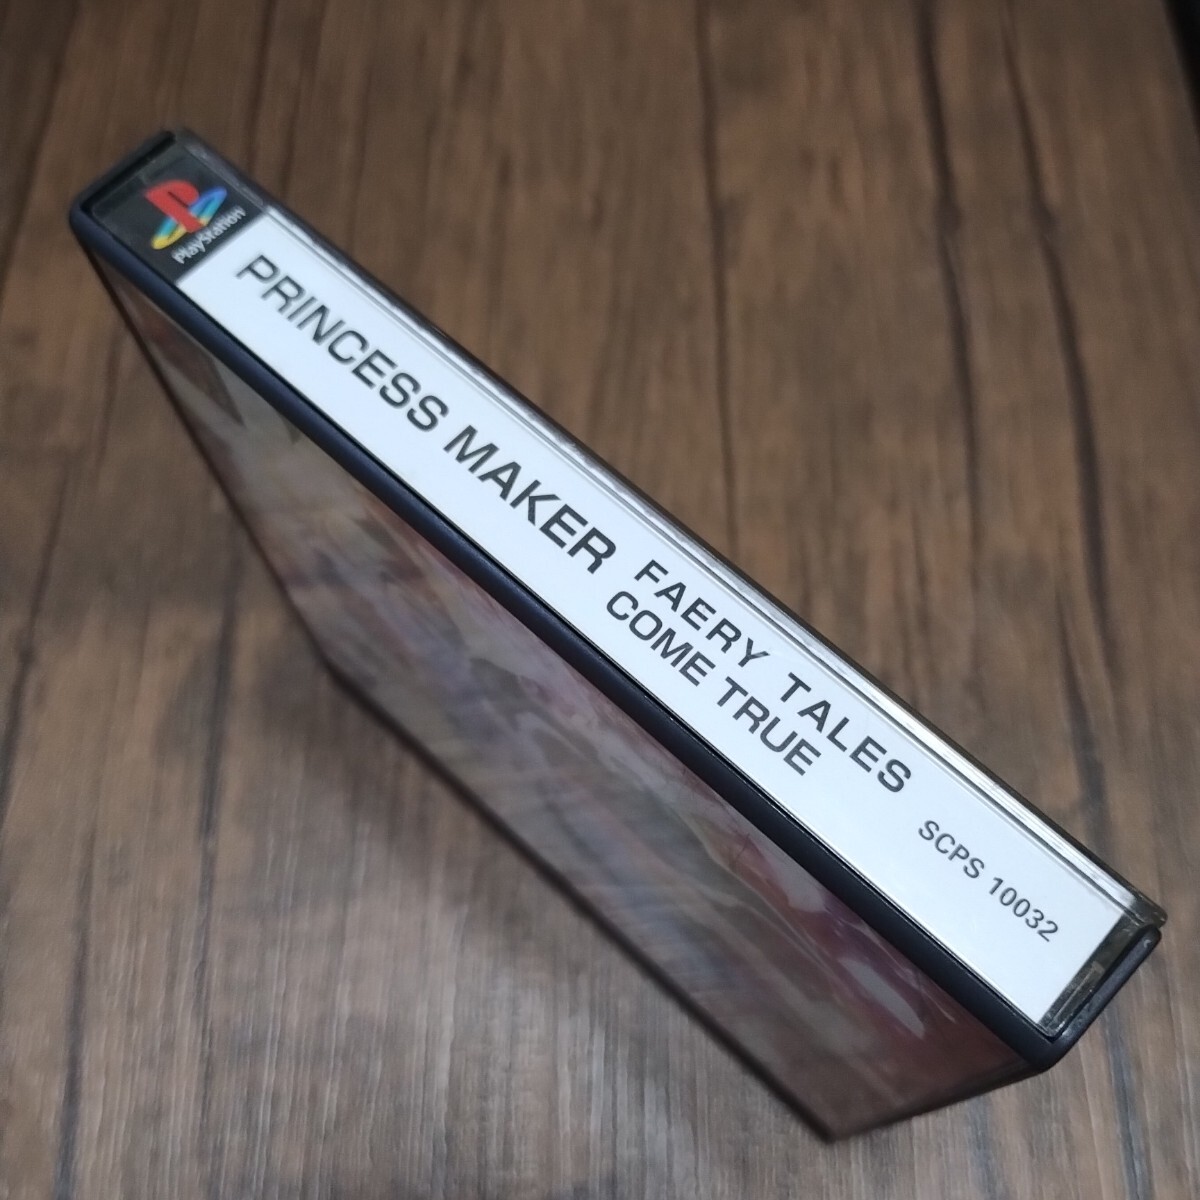 PlayStation
PRINCESS MAKER
FAERY TALES
COME TRUE
SCPS 10032